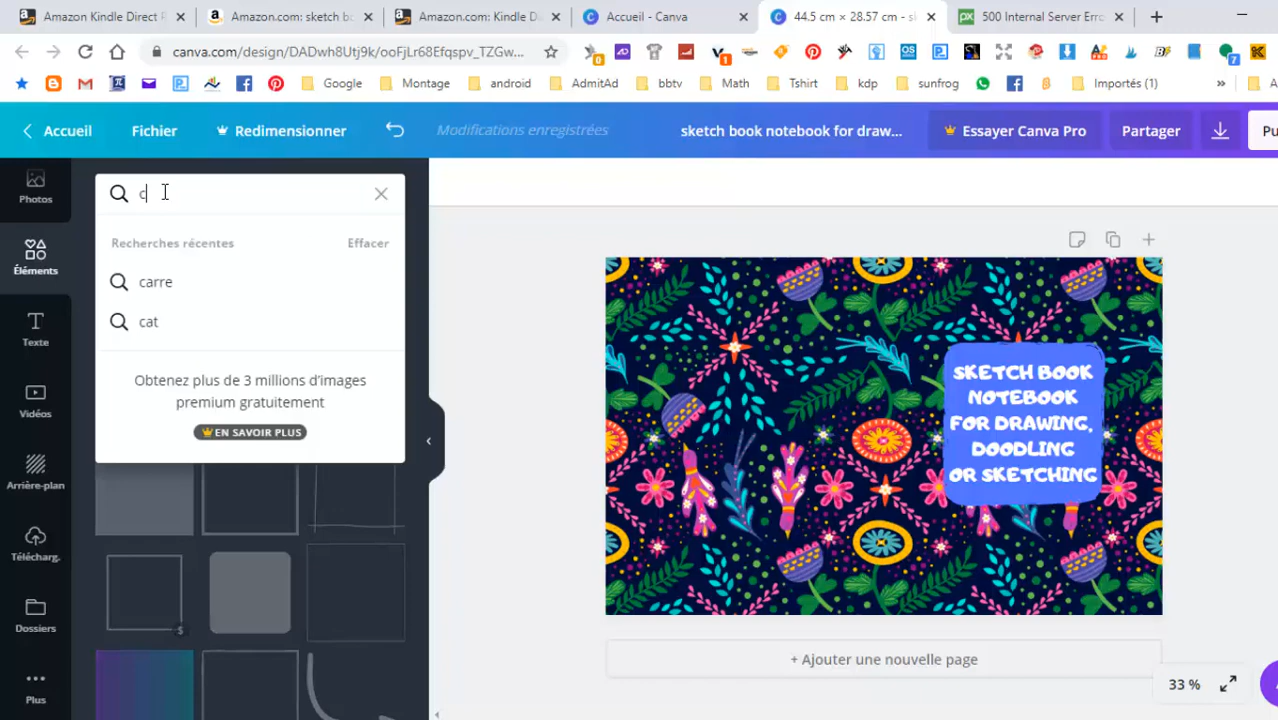 Amazon Kindle Direct P
Amazon.com: sketch bo
Amazon.com: Kindle D
Accueil - Canva
44.5 cm × 28.57 cm - sk
500 Internal Server Erro
canva.com/design/DADwh8Utj9k/ooFjLr68Efqspv_TZGw...
Google
Montage
android
AdmitAd
bbtv
Math
Tshirt
kdp
sunfrog
Importés (1)
»
Accueil
Fichier
Redimensionner
Modifications enregistrées
sketch book notebook for draw...
Essayer Canva Pro
Partager
Pu
Photos
Éléments
Texte
Vidéos
Arrière-plan
Télécharg.
Dossiers
Plus
c
Recherches récentes
Effacer
carre
cat
Obtenez plus de 3 millions d'images
premium gratuitement
EN SAVOIR PLUS
SKETCH BOOK
NOTEBOOK
FOR DRAWING,
DOODLING
OR SKETCHING
+ Ajouter une nouvelle page
33 %